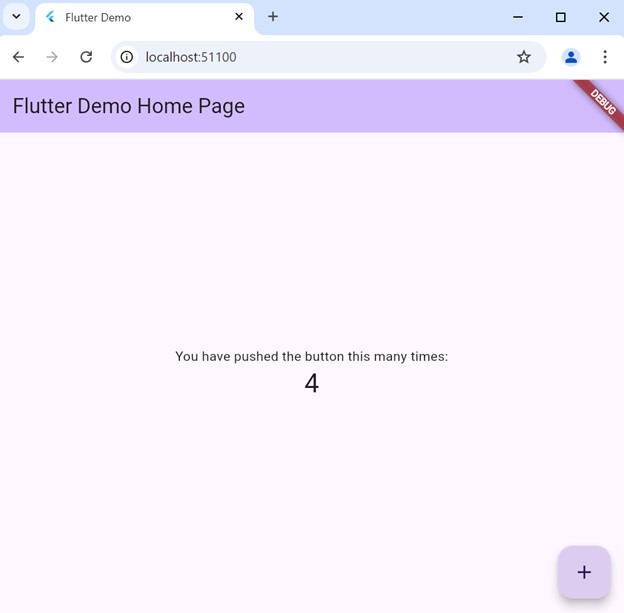 Flutter Demo
localhost:51100
Flutter Demo Home Page
DEBUG
You have pushed the button this many times:
4